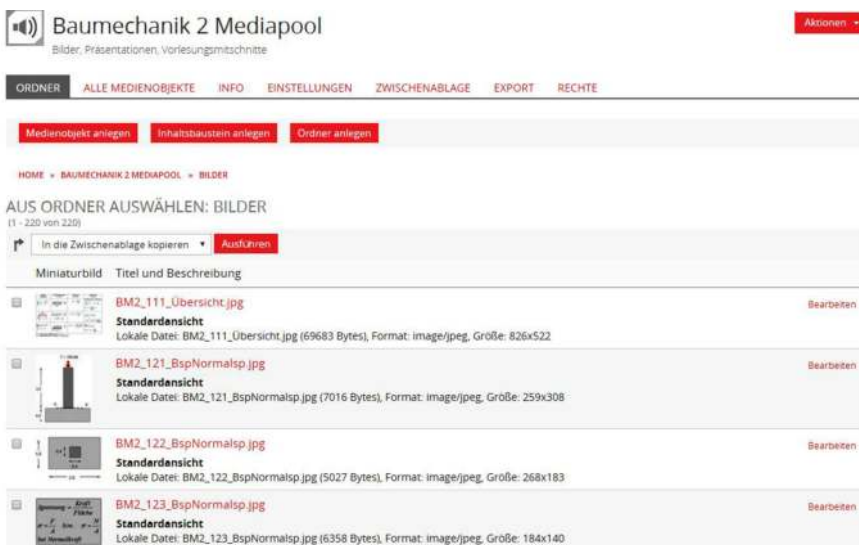 Baumechanik 2 Mediapool
Aktionen
Bilder, Präsentationen, Vorlesungsmitschnitte
ORDNER ALLE MEDIENOBJEKTE INFO EINSTELLUNGEN ZWISCHENABLAGE EXPORT RECHTE
Medienobjekt anlegen Inhaltsbaustein anlegen Ordner anlegen
HOME » BAUMECHANIK 2 MEDIAPOOL » BILDER
AUS ORDNER AUSWÄHLEN: BILDER
(1 - 220 von 220)
In die Zwischenablage kopieren Ausführen
Miniaturbild Titel und Beschreibung
BM2_111_Übersicht.jpg Bearbeiten
Standardansicht
Lokale Datei: BM2_111_Übersicht.jpg (69683 Bytes), Format: image/jpeg, Größe: 826x522
BM2_121_BspNormalsp.jpg Bearbeiten
Standardansicht
Lokale Datei: BM2_121_BspNormalsp.jpg (7016 Bytes), Format: image/jpeg, Größe: 259x308
BM2_122_BspNormalsp.jpg Bearbeiten
Standardansicht
Lokale Datei: BM2_122_BspNormalsp.jpg (5027 Bytes), Format: image/jpeg, Größe: 268x183
BM2_123_BspNormalsp.jpg Bearbeiten
Standardansicht
Lokale Datei: BM2_123_BspNormalsp.jpg (6358 Bytes), Format: image/jpeg, Größe: 184x140